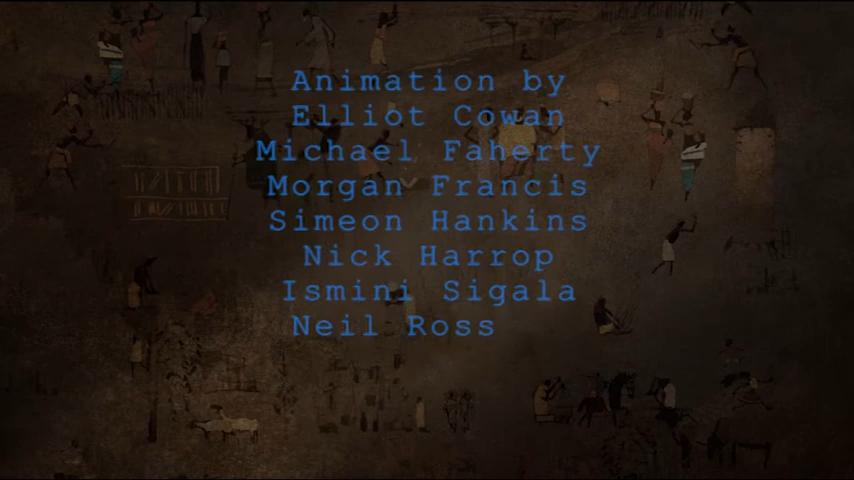 Animation by
Elliot Cowan
Michael Faherty
Morgan Francis
Simeon Hankins
Nick Harrop
Ismini Sigala
Neil Ross